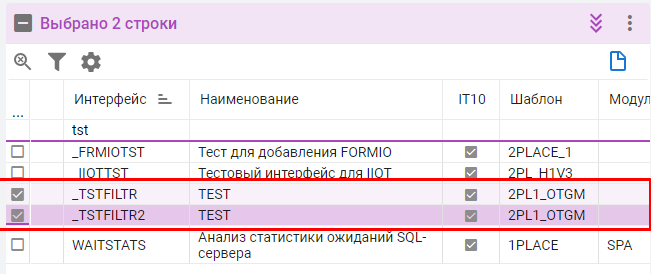 Выбрано 2 строки
... Интерфейс Наименование IT10 Шаблон Модул
tst
_FRMIOTST Тест для добавления FORMIO 2PLACE_1
_IIOTTST Тестовый интерфейс для IIOT 2PL_H1V3
_TSTFILTR TEST 2PL1_OTGM
_TSTFILTR2 TEST 2PL1_OTGM
WAITSTATS Анализ статистики ожиданий SQL- 1PLACE SPA
сервера